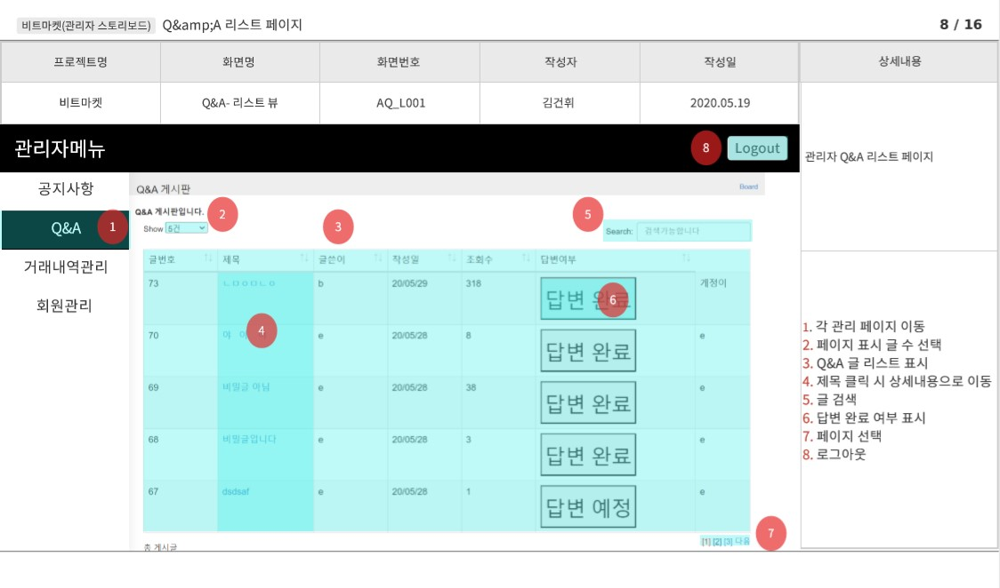 비트마켓(관리자 스토리보드) Q&amp;A 리스트 페이지 8 / 16
프로젝트명 화면명 화면번호 작성자 작성일 상세내용
비트마켓 Q&A- 리스트 뷰 AQ_L001 김건휘 2020.05.19
관리자메뉴 8 Logout
관리자 Q&A 리스트 페이지
공지사항
Q&A 1
거래내역관리
회원관리
Q&A 게시판 Board
Q&A 게시판입니다. 2
Show 5건 3 5 Search: 검색가능합니다
글번호 제목 글쓴이 작성일 조회수 답변여부
73 ㄴㅁㅇㅁㄴㅇ b 20/05/29 318 답변 완료 6 계정이
70 4 e 20/05/28 8 답변 완료 e
69 비밀글 아님 e 20/05/28 38 답변 완료 e
68 비밀글입니다 e 20/05/28 3 답변 완료 e
67 dsdsaf e 20/05/28 1 답변 예정 e
총 게시글 [1] [2] [3] 다음 7
1. 각 관리 페이지 이동
2. 페이지 표시 글 수 선택
3. Q&A 글 리스트 표시
4. 제목 클릭 시 상세내용으로 이동
5. 글 검색
6. 답변 완료 여부 표시
7. 페이지 선택
8. 로그아웃